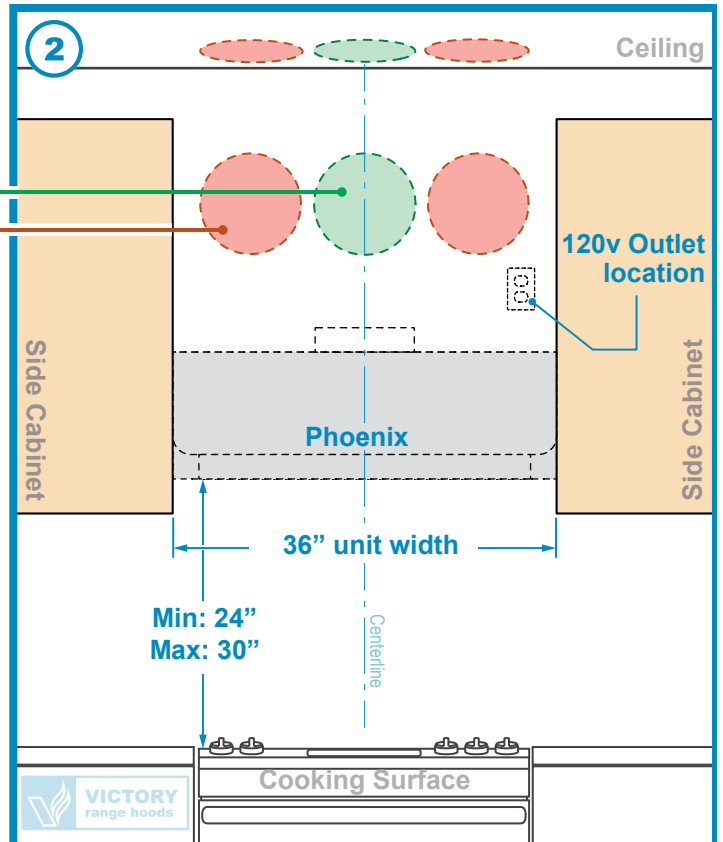 2
Ceiling
120v Outlet
location
Side Cabinet
Side Cabinet
Phoenix
36” unit width
Min: 24”
Max: 30”
Centerline
Cooking Surface
VICTORY
range hoods